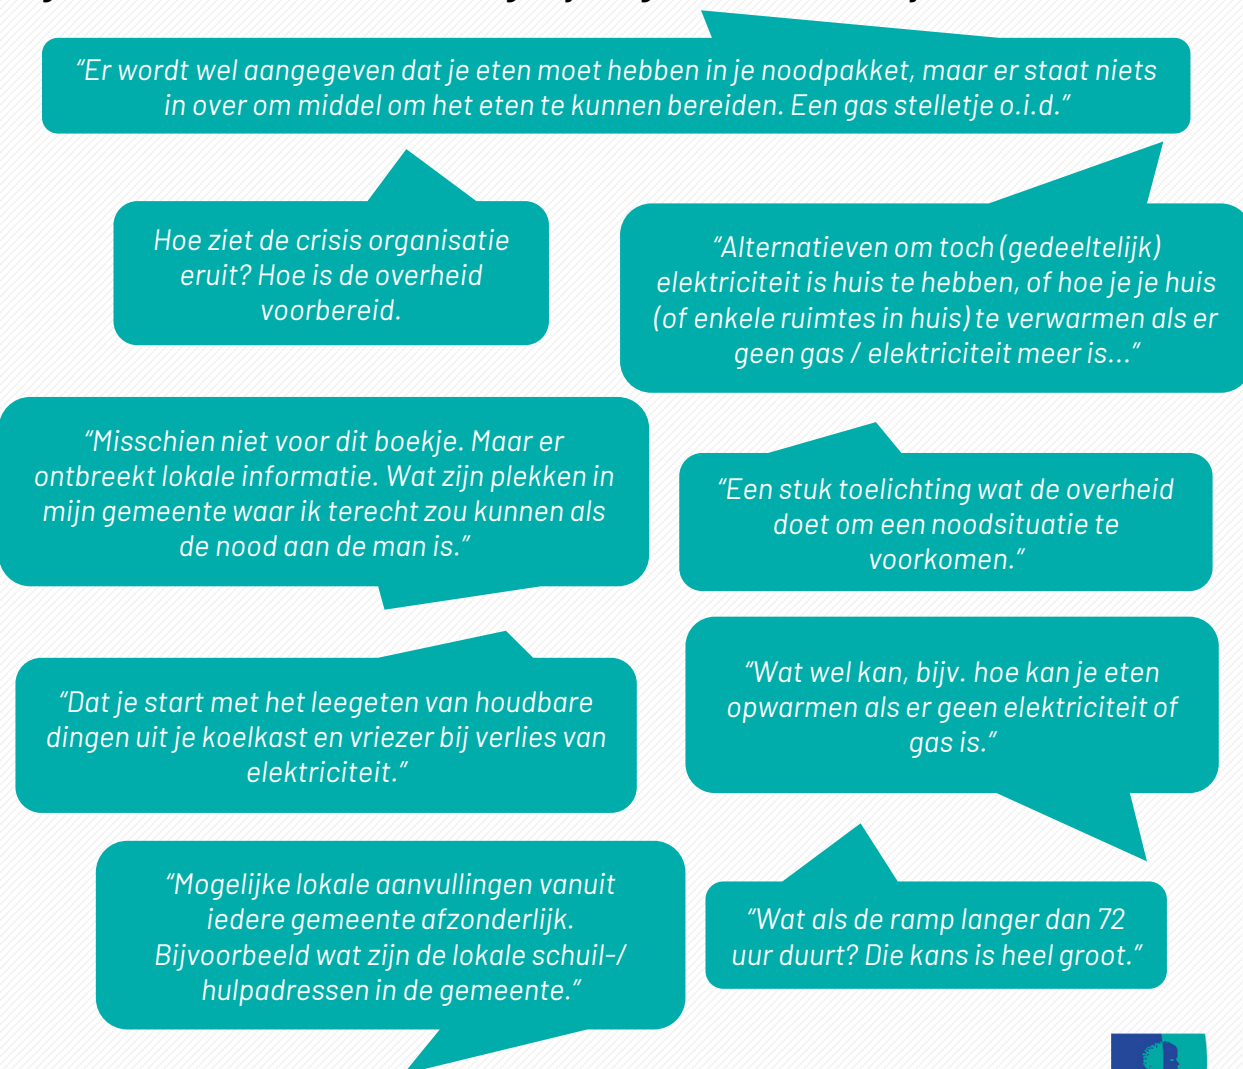 “Er wordt wel aangegeven dat je eten moet hebben in je noodpakket, maar er staat niets
in over om middel om het eten te kunnen bereiden. Een gas stelletje o.i.d.”
Hoe ziet de crisis organisatie
eruit? Hoe is de overheid
voorbereid.
“Alternatieven om toch (gedeeltelijk)
elektriciteit is huis te hebben, of hoe je je huis
(of enkele ruimtes in huis) te verwarmen als er
geen gas / elektriciteit meer is...”
“Misschien niet voor dit boekje. Maar er
ontbreekt lokale informatie. Wat zijn plekken in
mijn gemeente waar ik terecht zou kunnen als
de nood aan de man is.”
“Een stuk toelichting wat de overheid
doet om een noodsituatie te
voorkomen.”
“Dat je start met het leegeten van houdbare
dingen uit je koelkast en vriezer bij verlies van
elektriciteit.”
“Wat wel kan, bijv. hoe kan je eten
opwarmen als er geen elektriciteit of
gas is.”
“Mogelijke lokale aanvullingen vanuit
iedere gemeente afzonderlijk.
Bijvoorbeeld wat zijn de lokale schuil-/
hulpadressen in de gemeente.”
“Wat als de ramp langer dan 72
uur duurt? Die kans is heel groot.”